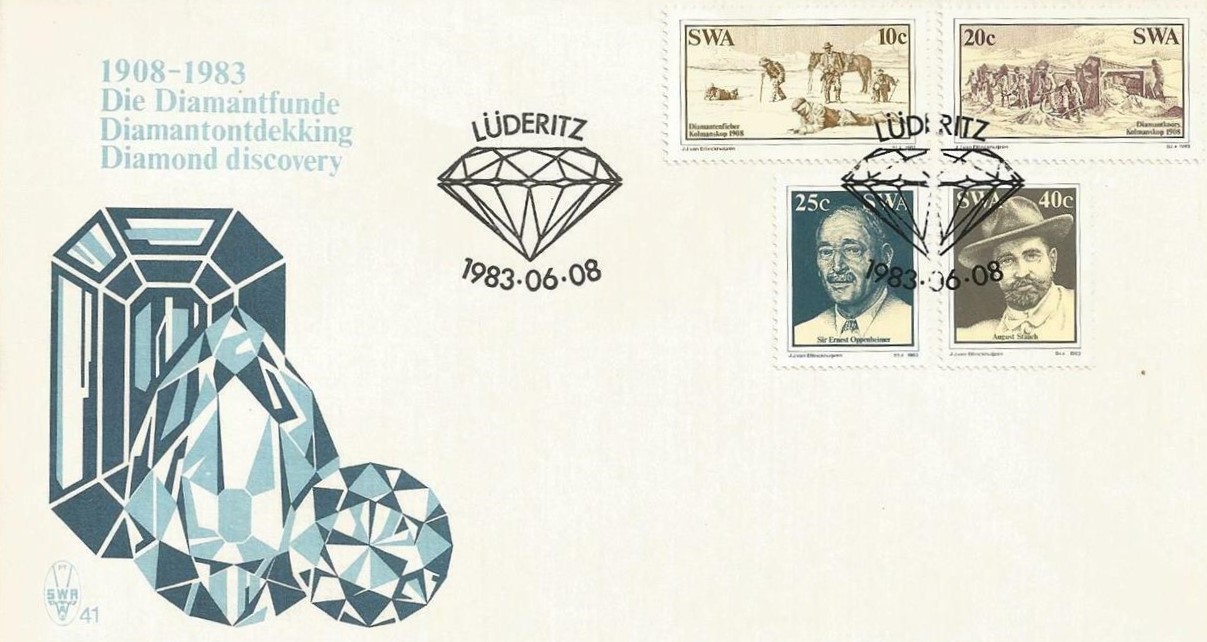 1908-1983
Die Diamantfunde
Diamantontdekking
Diamond discovery
LÜDERITZ
1983·06·08
SWA 10c
Diamantenfieber
Kolmanskop 1908
20c SWA
Kolmanskop 1908
LÜDERITZ
1983·06·08
25c SWA
Sir Ernest Oppenheimer
SWA 40c
August Stauch
SWA
41